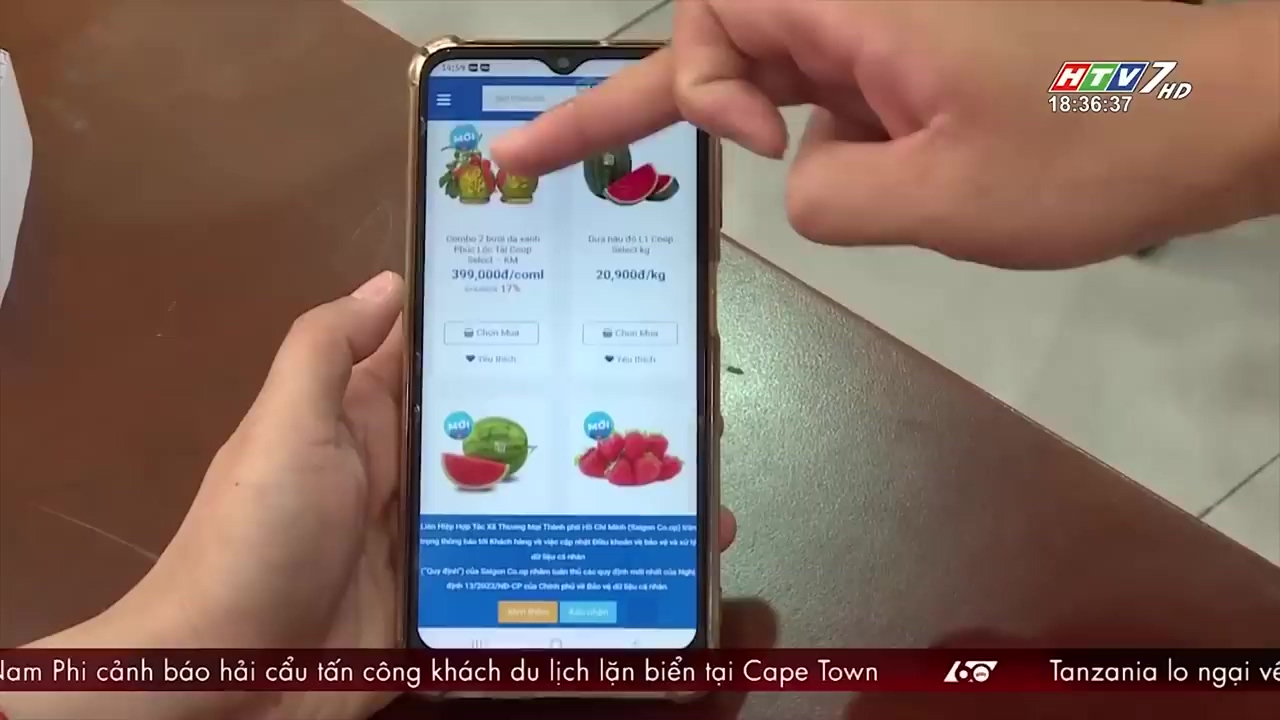 HTV7 HD
18:36:37
14:59
MỚI
Combo 2 bưởi da xanh
Phúc Lộc Tài Coop
Select - KM
399,000đ/coml
17%
Chọn Mua
Yêu thích
Dưa hấu đỏ L1 Coop
Select kg
20,900đ/kg
Chọn Mua
Yêu thích
MỚI
MỚI
Liên Hiệp Hợp Tác Xã Thương Mại Thành phố Hồ Chí Minh (Saigon Co.op) trân
trọng thông báo tới Khách hàng về việc cập nhật Điều khoản về bảo vệ và xử lý
dữ liệu cá nhân
("Quy định") của Saigon Co.op nhằm tuân thủ các quy định mới nhất của Nghị
định 13/2023/NĐ-CP của Chính phủ về Bảo vệ dữ liệu cá nhân.
Xem thêm
Xác nhận
Nam Phi cảnh báo hải cẩu tấn công khách du lịch lặn biển tại Cape Town
60 giây
Tanzania lo ngại về